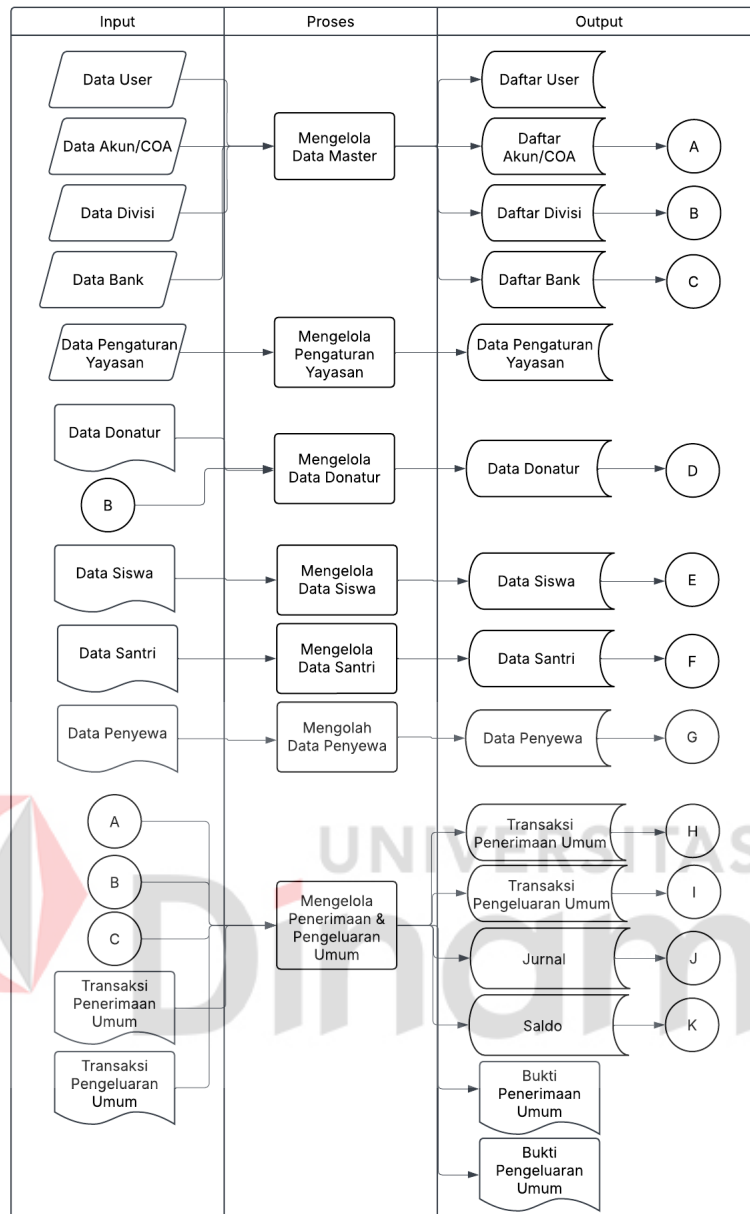 Input
Proses
Output
Data User
Daftar User
Data Akun/COA
Mengelola
Data Master
Daftar
Akun/COA
A
Data Divisi
Daftar Divisi
B
Data Bank
Daftar Bank
C
Data Pengaturan
Yayasan
Mengelola
Pengaturan
Yayasan
Data Pengaturan
Yayasan
Data Donatur
B
Mengelola
Data Donatur
Data Donatur
D
Data Siswa
Mengelola
Data Siswa
Data Siswa
E
Data Santri
Mengelola
Data Santri
Data Santri
F
Data Penyewa
Mengolah
Data Penyewa
Data Penyewa
G
A
B
C
Transaksi
Penerimaan
Umum
Transaksi
Pengeluaran
Umum
Mengelola
Penerimaan &
Pengeluaran
Umum
Transaksi
Penerimaan Umum
H
Transaksi
Pengeluaran Umum
I
Jurnal
J
Saldo
K
Bukti
Penerimaan
Umum
Bukti
Pengeluaran
Umum
UNIVERSITAS
Dinam